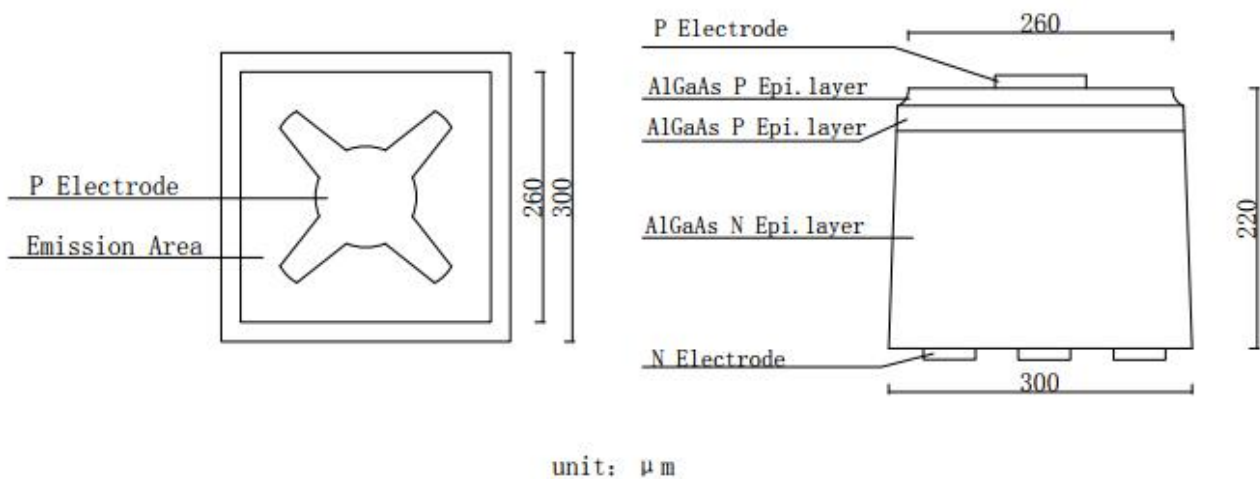 P Electrode
Emission Area
260
300
P Electrode
260
AlGaAs P Epi.layer
AlGaAs P Epi.layer
AlGaAs N Epi.layer
220
N Electrode
300
unit: μm